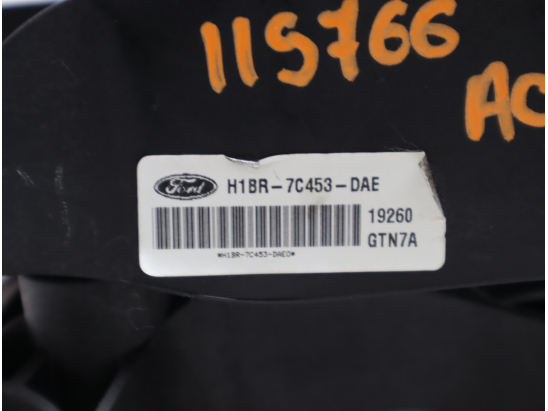 115766
AC
Ford
H1BR-7C453-DAE
19260
GTN7A
*H1BR-7C453-DAE0*